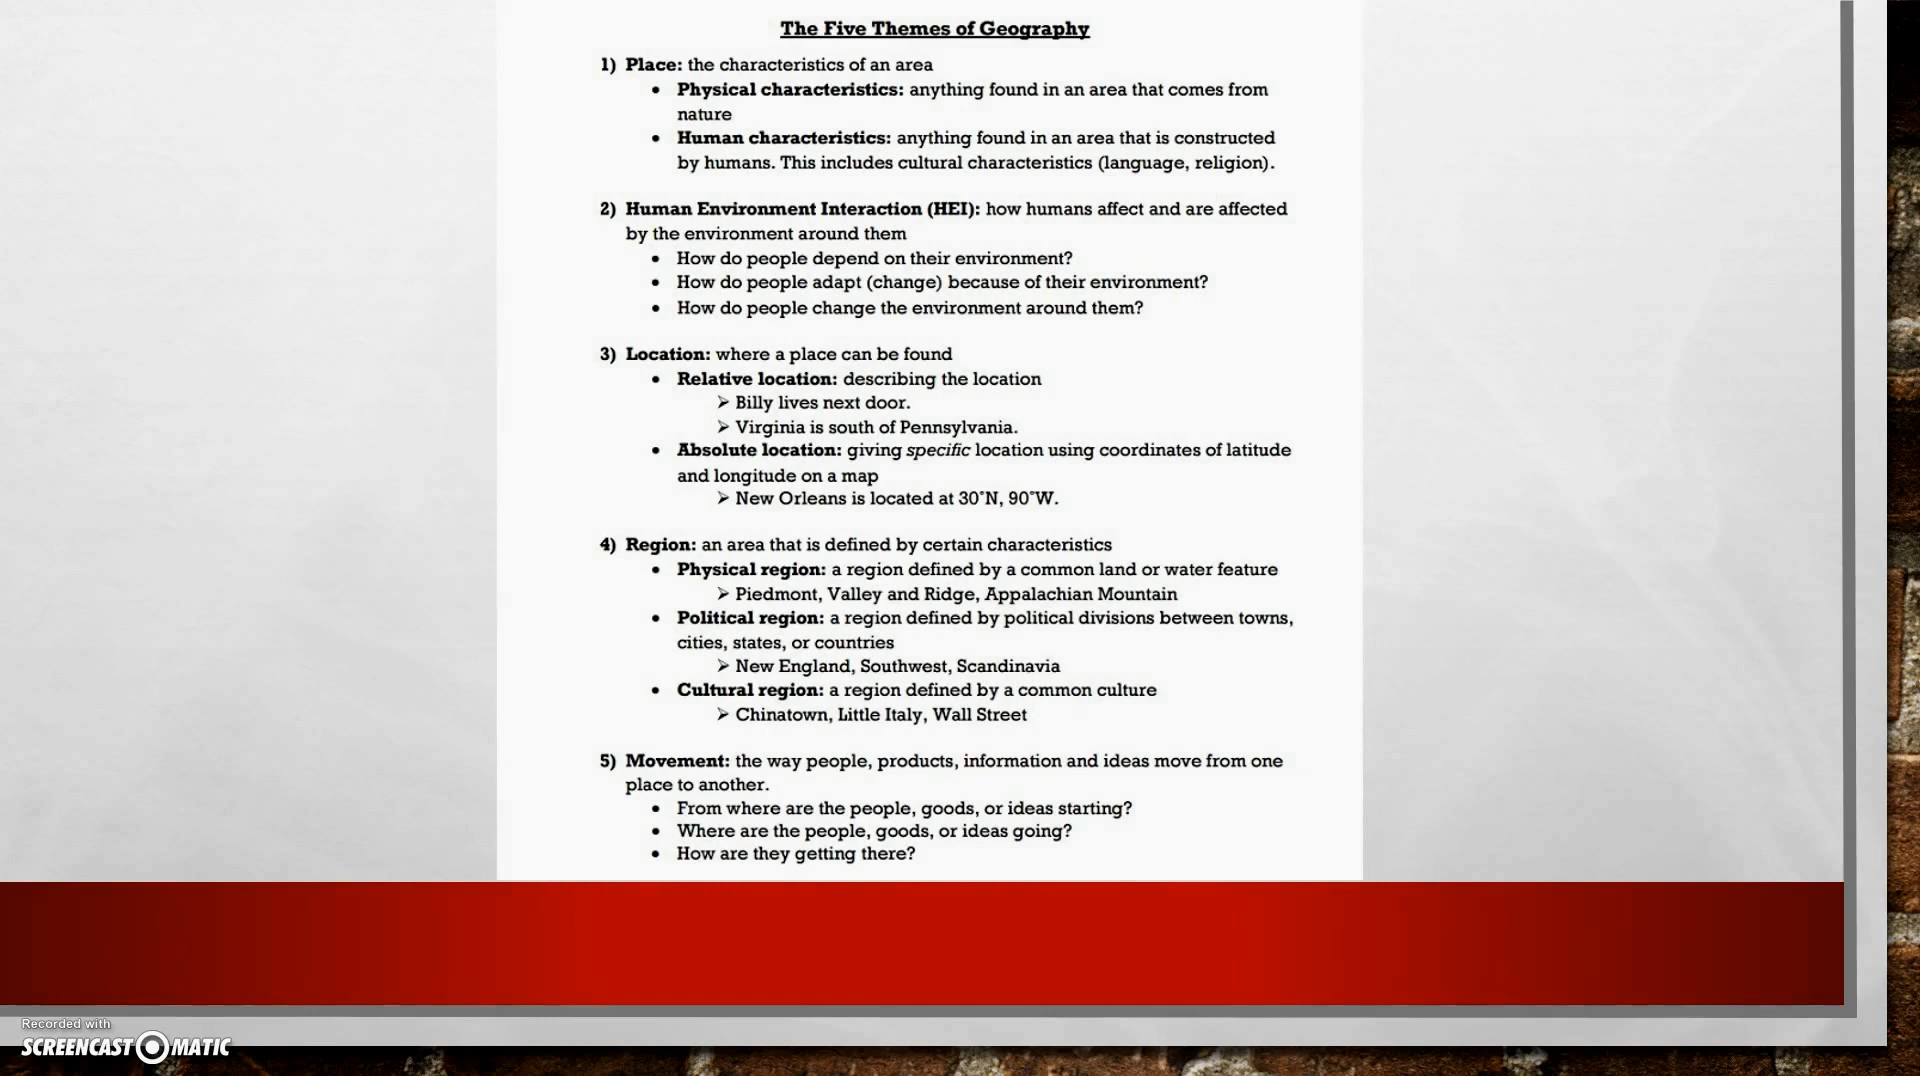 The Five Themes of Geography
1) Place: the characteristics of an area
• Physical characteristics: anything found in an area that comes from
nature
• Human characteristics: anything found in an area that is constructed
by humans. This includes cultural characteristics (language, religion).
2) Human Environment Interaction (HEI): how humans affect and are affected
by the environment around them
• How do people depend on their environment?
• How do people adapt (change) because of their environment?
• How do people change the environment around them?
3) Location: where a place can be found
• Relative location: describing the location
➢ Billy lives next door.
➢ Virginia is south of Pennsylvania.
• Absolute location: giving specific location using coordinates of latitude
and longitude on a map
➢ New Orleans is located at 30˚N, 90˚W.
4) Region: an area that is defined by certain characteristics
• Physical region: a region defined by a common land or water feature
➢ Piedmont, Valley and Ridge, Appalachian Mountain
• Political region: a region defined by political divisions between towns,
cities, states, or countries
➢ New England, Southwest, Scandinavia
• Cultural region: a region defined by a common culture
➢ Chinatown, Little Italy, Wall Street
5) Movement: the way people, products, information and ideas move from one
place to another.
• From where are the people, goods, or ideas starting?
• Where are the people, goods, or ideas going?
• How are they getting there?
Recorded with
SCREENCAST MATIC